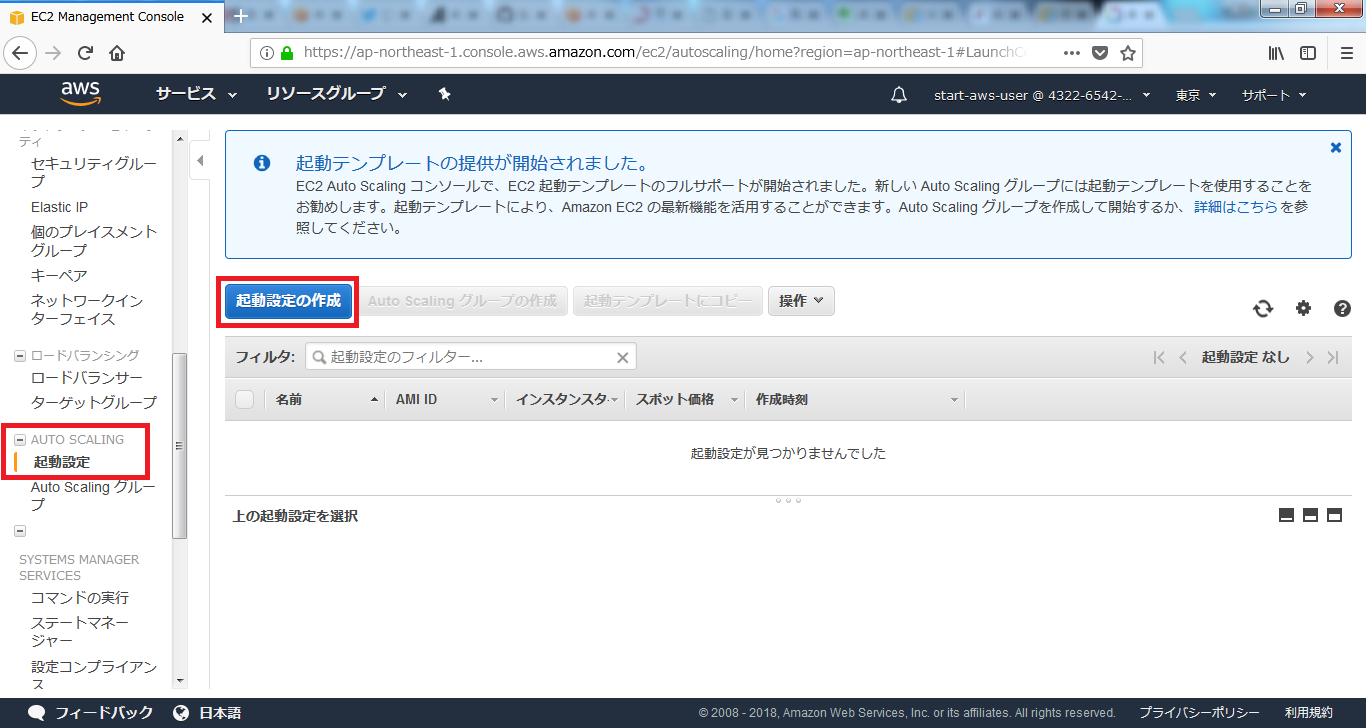 EC2 Management Console
https://ap-northeast-1.console.aws.amazon.com/ec2/autoscaling/home?region=ap-northeast-1#LaunchC
aws サービス リソースグループ start-aws-user @ 4322-6542-... 東京 サポート
ティ
セキュリティグルー
プ
Elastic IP
個のプレイスメント
グループ
キーペア
ネットワークイン
ターフェイス
ロードバランシング
ロードバランサー
ターゲットグループ
AUTO SCALING
起動設定
Auto Scaling グルー
プ
SYSTEMS MANAGER
SERVICES
コマンドの実行
ステートマネー
ジャー
設定コンプライアン
ス
起動テンプレートの提供が開始されました。
EC2 Auto Scaling コンソールで、EC2 起動テンプレートのフルサポートが開始されました。新しい Auto Scaling グループには起動テンプレートを使用することを
お勧めします。起動テンプレートにより、Amazon EC2 の最新機能を活用することができます。Auto Scaling グループを作成して開始するか、詳細はこちらを参
照してください。
起動設定の作成 Auto Scaling グループの作成 起動テンプレートにコピー 操作
フィルタ: 起動設定のフィルター... 起動設定 なし
名前 AMI ID インスタンスタ スポット価格 作成時刻
起動設定が見つかりませんでした
上の起動設定を選択
フィードバック 日本語 © 2008 - 2018, Amazon Web Services, Inc. or its affiliates. All rights reserved. プライバシーポリシー 利用規約